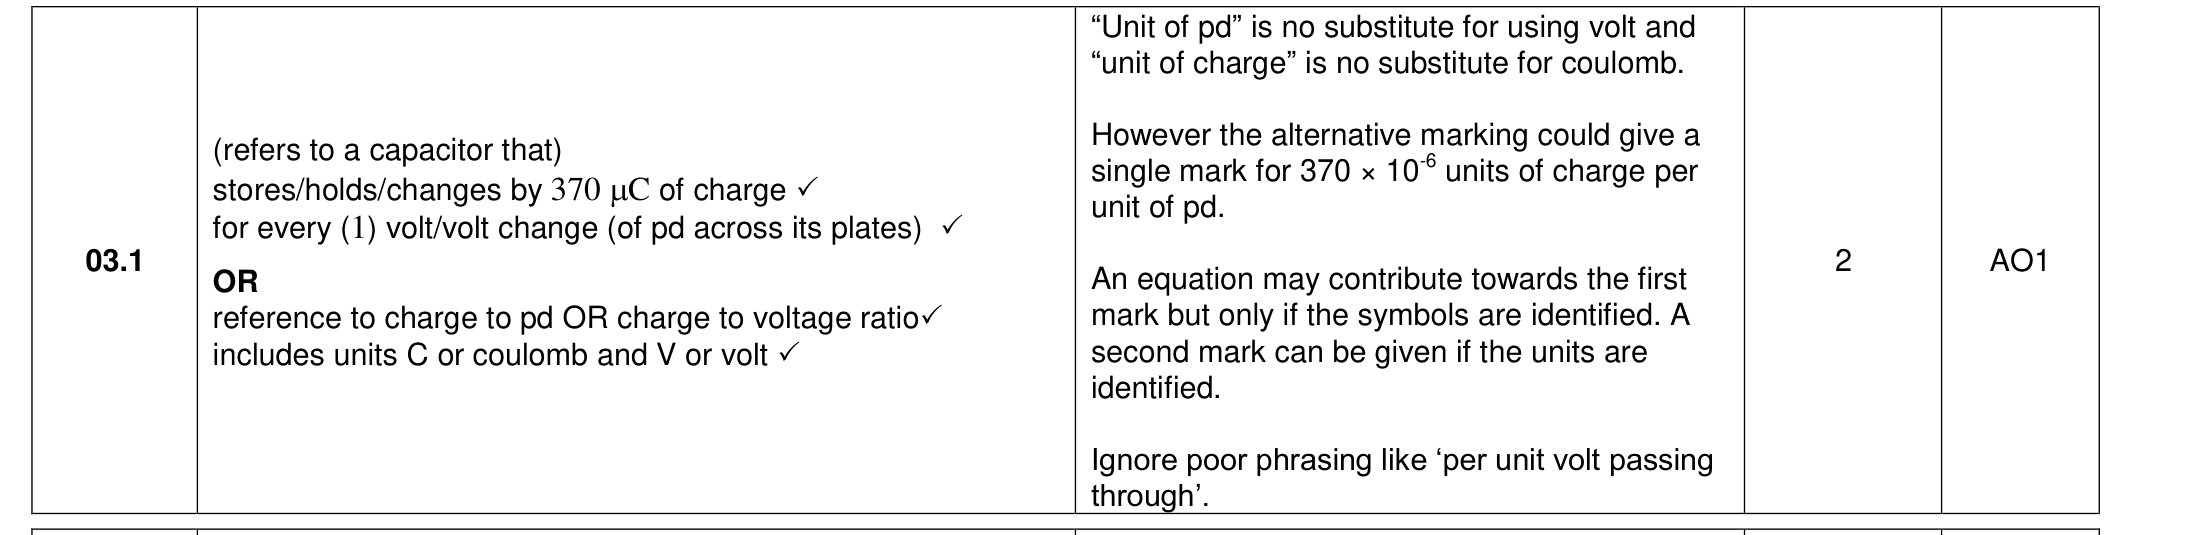 03.1
(refers to a capacitor that)
stores/holds/changes by 370 µC of charge ✓
for every (1) volt/volt change (of pd across its plates) ✓
OR
reference to charge to pd OR charge to voltage ratio✓
includes units C or coulomb and V or volt ✓
“Unit of pd” is no substitute for using volt and
“unit of charge” is no substitute for coulomb.
However the alternative marking could give a
single mark for 370 × 10⁻⁶ units of charge per
unit of pd.
An equation may contribute towards the first
mark but only if the symbols are identified. A
second mark can be given if the units are
identified.
Ignore poor phrasing like ‘per unit volt passing
through’.
2
AO1